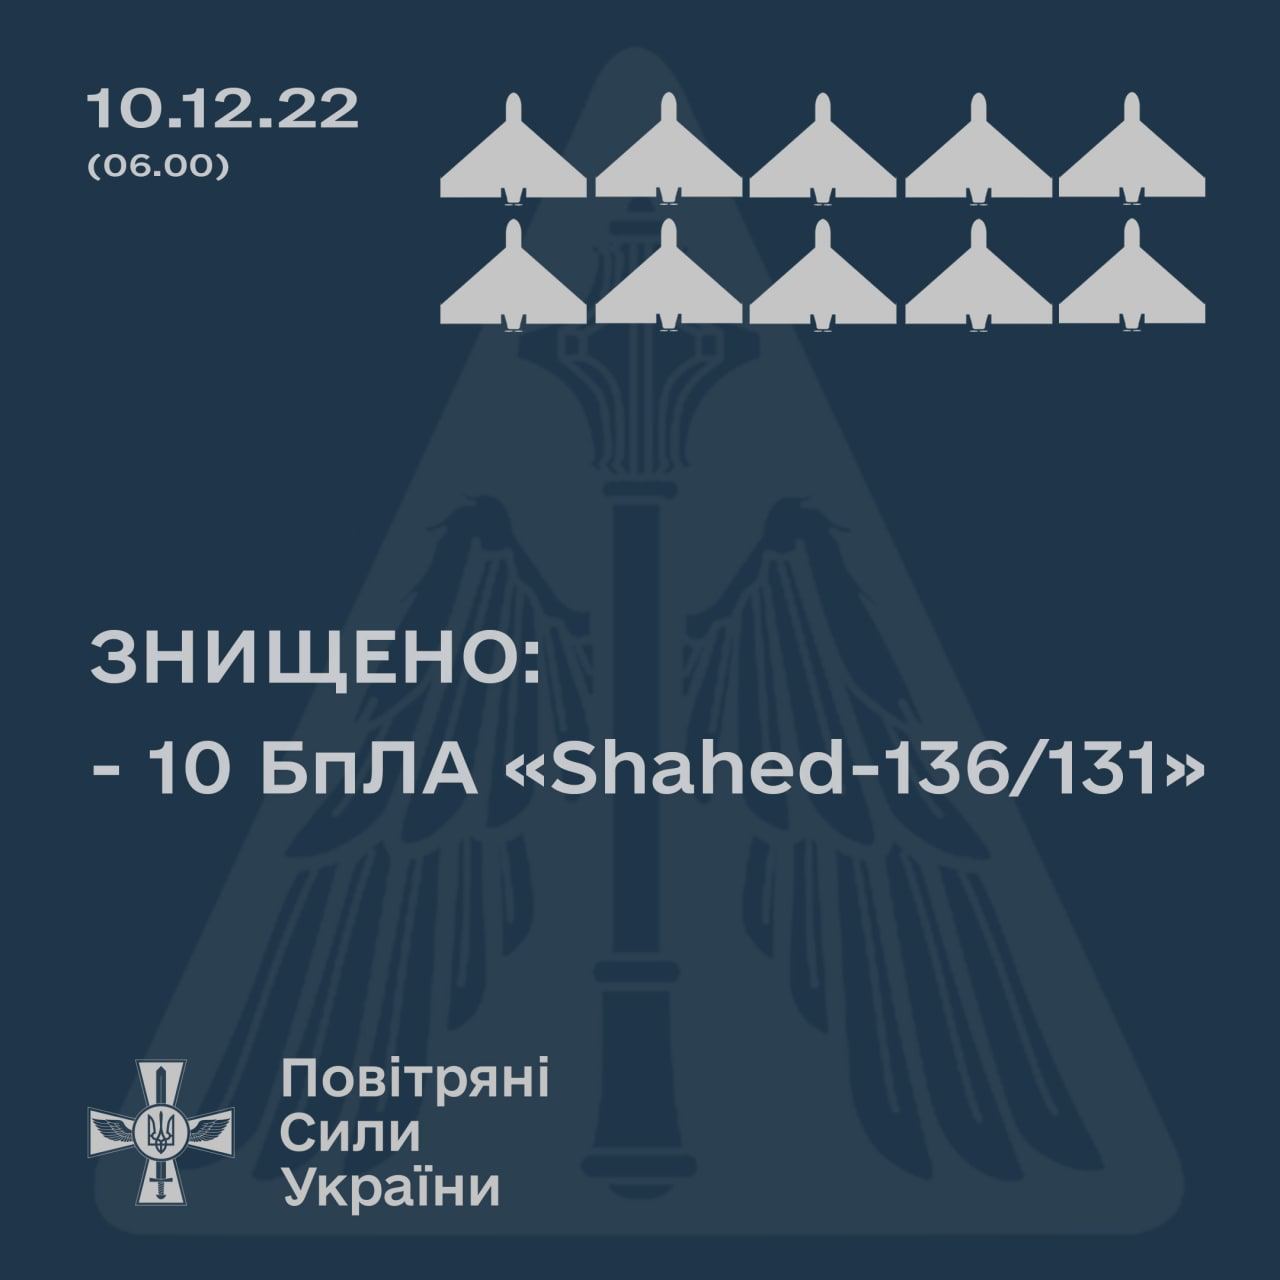 10.12.22
(06.00)
ЗНИЩЕНО:
- 10 БпЛА «Shahed-136/131»
Повітряні
Сили
України